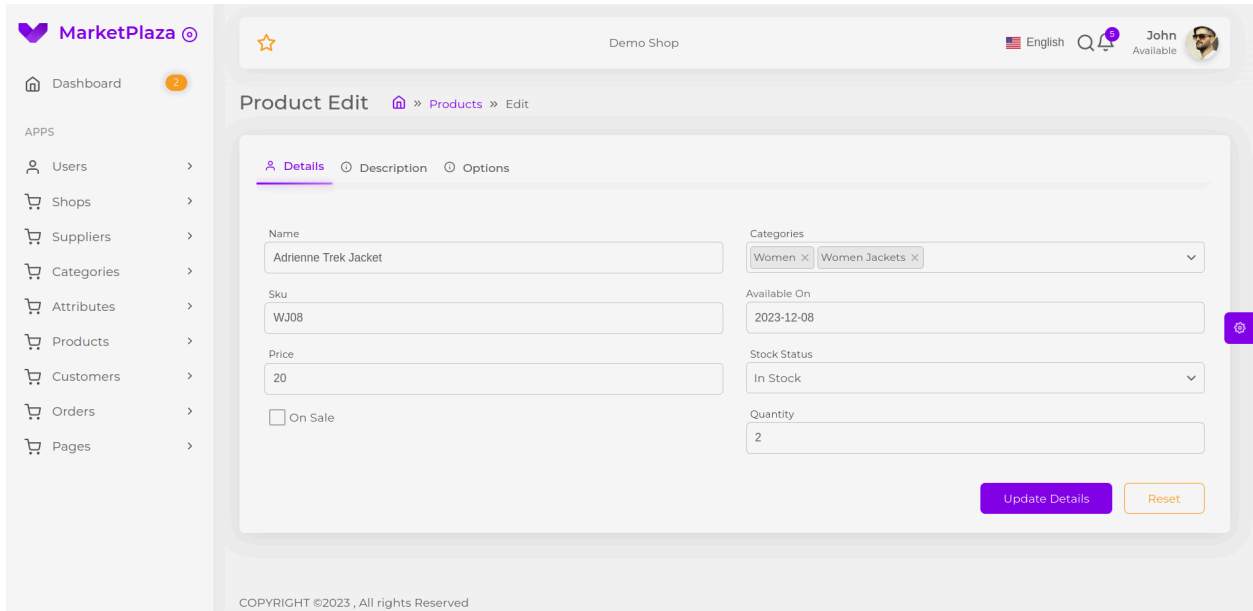 MarketPlaza
Demo Shop
English
5
John
Available
Dashboard
2
Product Edit
» Products » Edit
APPS
Users
Shops
Suppliers
Categories
Attributes
Products
Customers
Orders
Pages
Details
Description
Options
Name
Adrienne Trek Jacket
Categories
Women × Women Jackets ×
Sku
WJ08
Available On
2023-12-08
Price
20
Stock Status
In Stock
On Sale
Quantity
2
Update Details
Reset
COPYRIGHT ©2023 , All rights Reserved